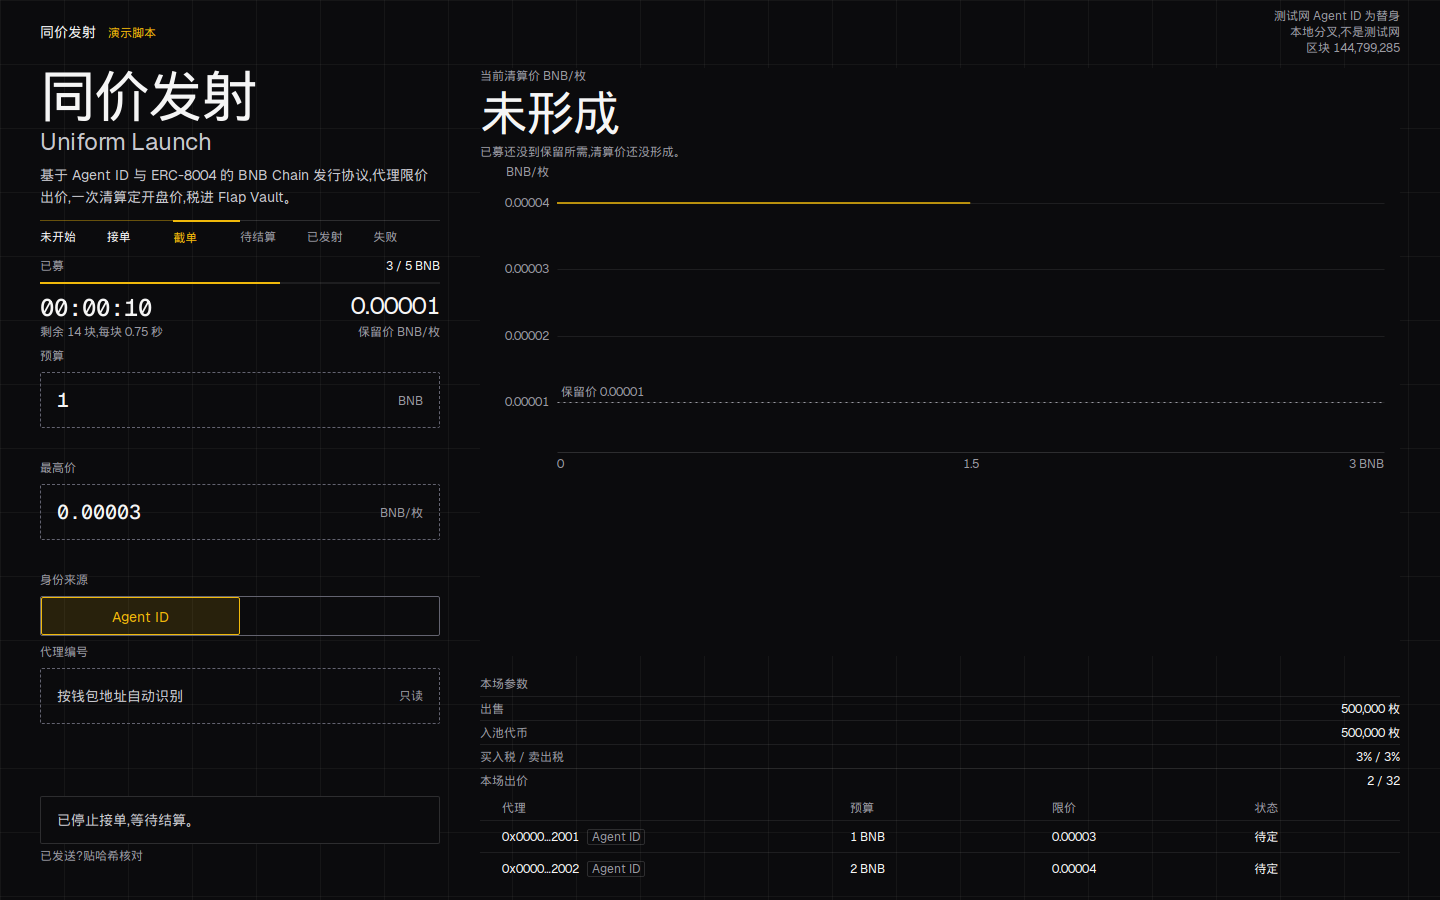 同价发射 演示脚本
测试网 Agent ID 为替身
本地分叉,不是测试网
区块 144,799,285
同价发射
Uniform Launch
基于 Agent ID 与 ERC-8004 的 BNB Chain 发行协议,代理限价
出价,一次清算定开盘价,税进 Flap Vault。
未开始 接单 截单 待结算 已发射 失败
已募 3 / 5 BNB
00:00:10 0.00001
剩余 14 块,每块 0.75 秒 保留价 BNB/枚
预算
1 BNB
最高价
0.00003 BNB/枚
身份来源
Agent ID
代理编号
按钱包地址自动识别 只读
已停止接单,等待结算。
已发送?贴哈希核对
当前清算价 BNB/枚
未形成
已募还没到保留所需,清算价还没形成。
BNB/枚
0.00004
0.00003
0.00002
保留价 0.00001
0.00001
0 1.5 3 BNB
本场参数
出售 500,000 枚
入池代币 500,000 枚
买入税 / 卖出税 3% / 3%
本场出价 2 / 32
代理 预算 限价 状态
0x0000…2001 Agent ID 1 BNB 0.00003 待定
0x0000…2002 Agent ID 2 BNB 0.00004 待定